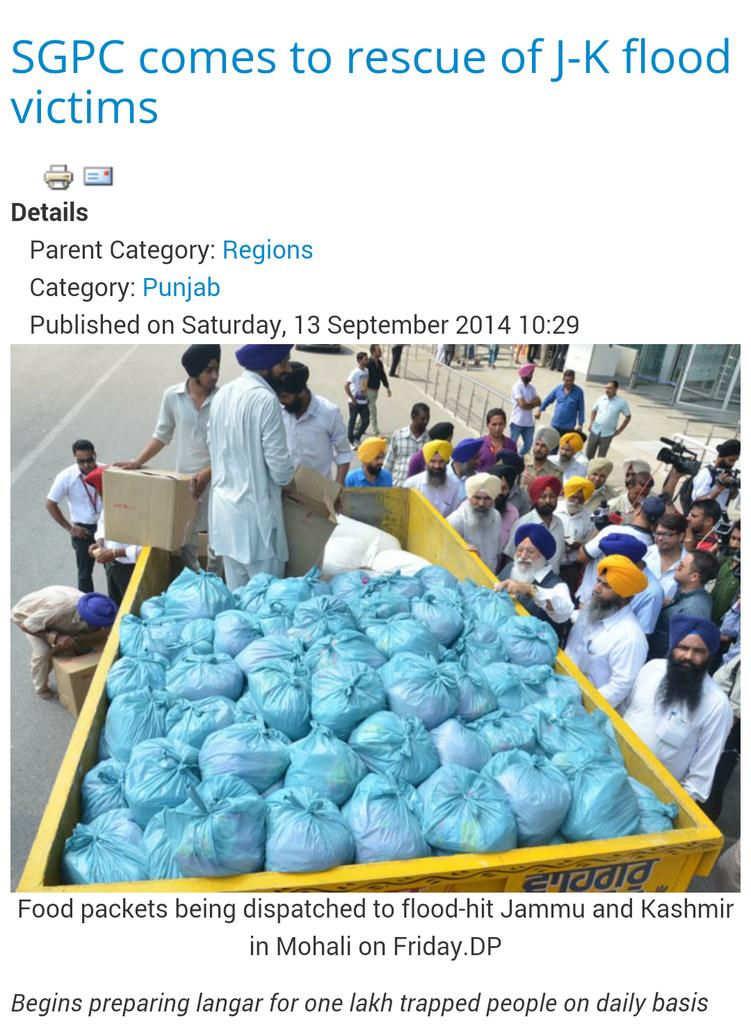 SGPC comes to rescue of J-K flood
victims
Details
Parent Category: Regions
Category: Punjab
Published on Saturday, 13 September 2014 10:29
ਵਾਹਿਗੁਰੂ
Food packets being dispatched to flood-hit Jammu and Kashmir
in Mohali on Friday.DP
Begins preparing langar for one lakh trapped people on daily basis